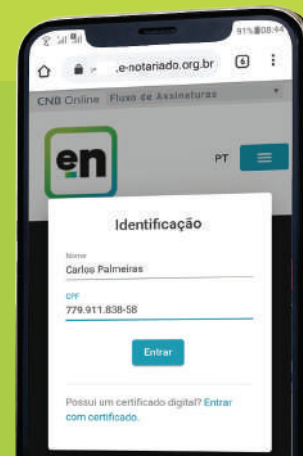 91% 08:44
.e-notariado.org.br 6
CNB Online Fluxo de Assinaturas
en
PT
Identificação
Nome
Carlos Palmeiras
CPF
779.911.838-58
Entrar
Possui um certificado digital? Entrar
com certificado.